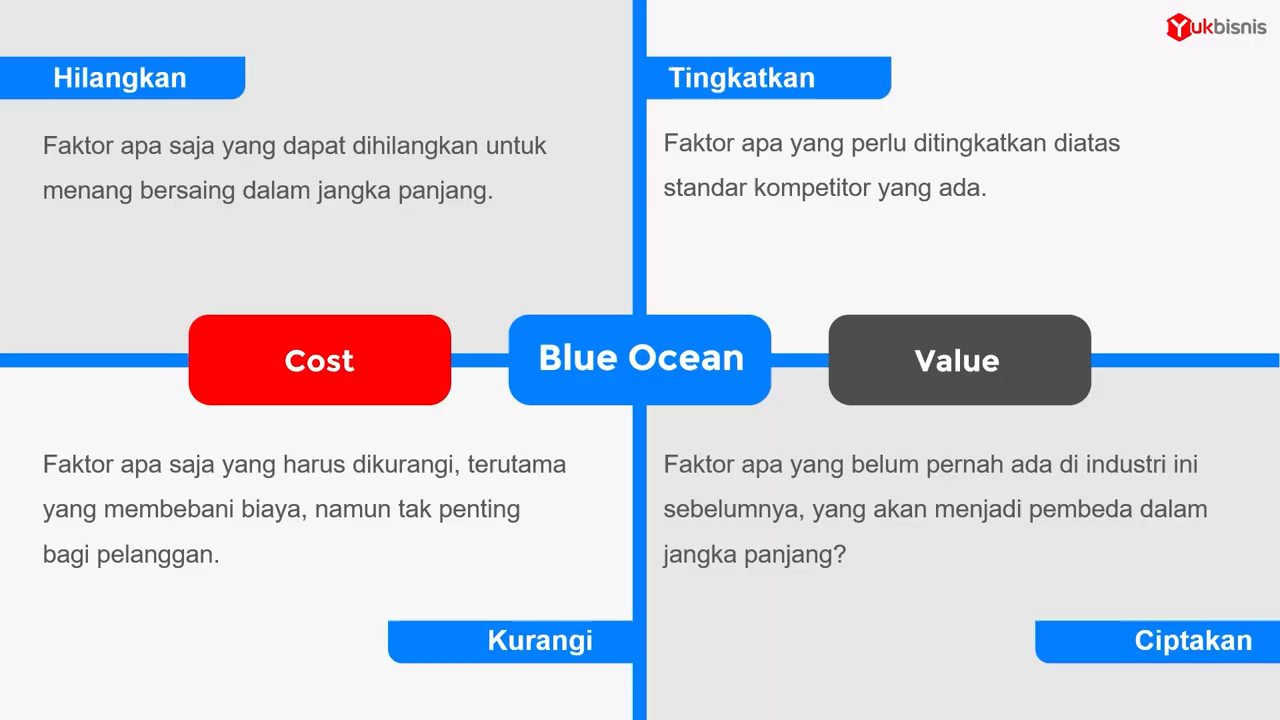 Yukbisnis
Hilangkan
Faktor apa saja yang dapat dihilangkan untuk
menang bersaing dalam jangka panjang.
Tingkatkan
Faktor apa yang perlu ditingkatkan diatas
standar kompetitor yang ada.
Cost
Blue Ocean
Value
Faktor apa saja yang harus dikurangi, terutama
yang membebani biaya, namun tak penting
bagi pelanggan.
Kurangi
Faktor apa yang belum pernah ada di industri ini
sebelumnya, yang akan menjadi pembeda dalam
jangka panjang?
Ciptakan